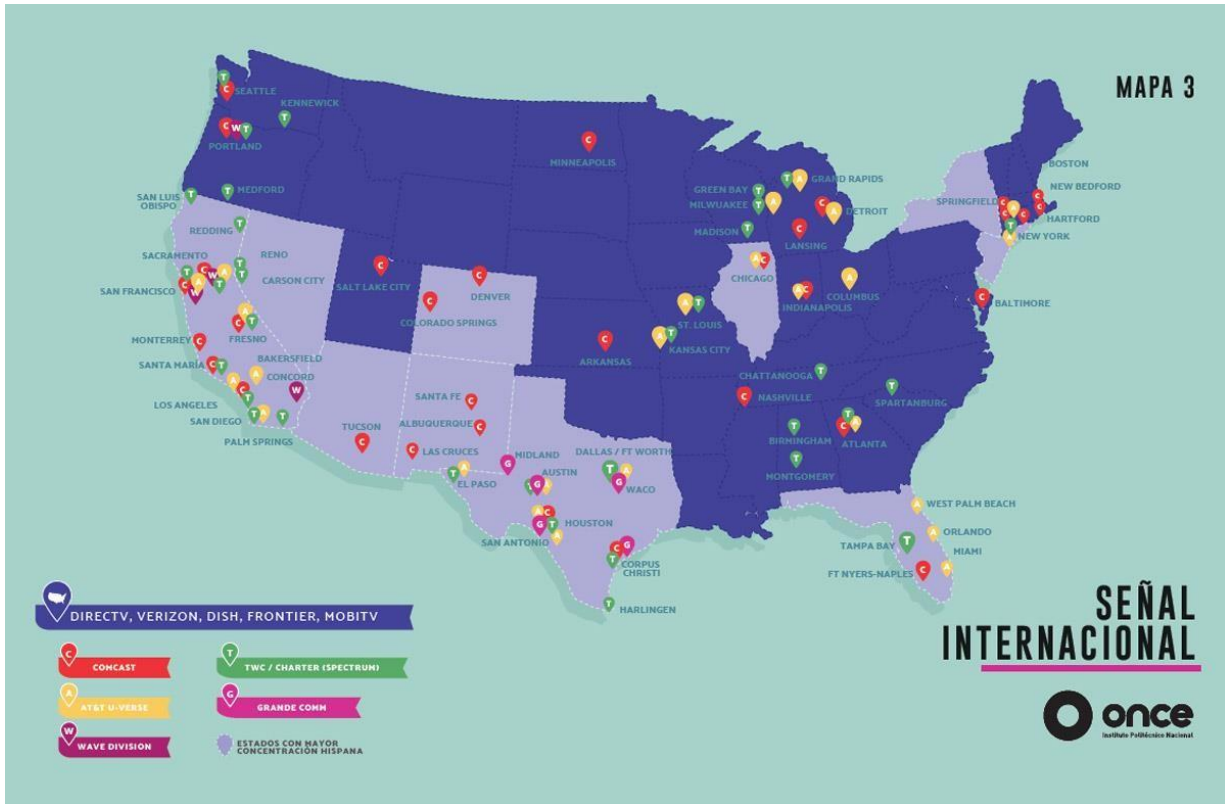 MAPA 3
SEATTLE
KENNEWICK
PORTLAND
MINNEAPOLIS
BOSTON
SAN LUIS
OBISPO
MEDFORD
GREEN BAY
GRAND RAPIDS
NEW BEDFORD
MILWUAKEE
DETROIT
SPRINGFIELD
HARTFORD
REDDING
MADISON
LANSING
NEW YORK
SACRAMENTO
RENO
CARSON CITY
SALT LAKE CITY
DENVER
CHICAGO
COLUMBUS
SAN FRANCISCO
COLORADO SPRINGS
INDIANAPOLIS
BALTIMORE
ST. LOUIS
MONTERREY
FRESNO
ARKANSAS
KANSAS CITY
BAKERSFIELD
SANTA MARÍA
CONCORD
CHATTANOOGA
SANTA FE
NASHVILLE
SPARTANBURG
LOS ANGELES
SAN DIEGO
ALBUQUERQUE
TUCSON
BIRMINGHAM
ATLANTA
PALM SPRINGS
LAS CRUCES
MIDLAND
DALLAS / FT WORTH
MONTGOMERY
EL PASO
AUSTIN
WACO
WEST PALM BEACH
HOUSTON
ORLANDO
SAN ANTONIO
TAMPA BAY
MIAMI
CORPUS
CHRISTI
FT NYERS-NAPLES
HARLINGEN
DIRECTV, VERIZON, DISH, FRONTIER, MOBITV
C COMCAST
T TWC / CHARTER (SPECTRUM)
A AT&T U-VERSE
G GRANDE COMM
W WAVE DIVISION
ESTADOS CON MAYOR
CONCENTRACIÓN HISPANA
SEÑAL
INTERNACIONAL
once
Instituto Politécnico Nacional